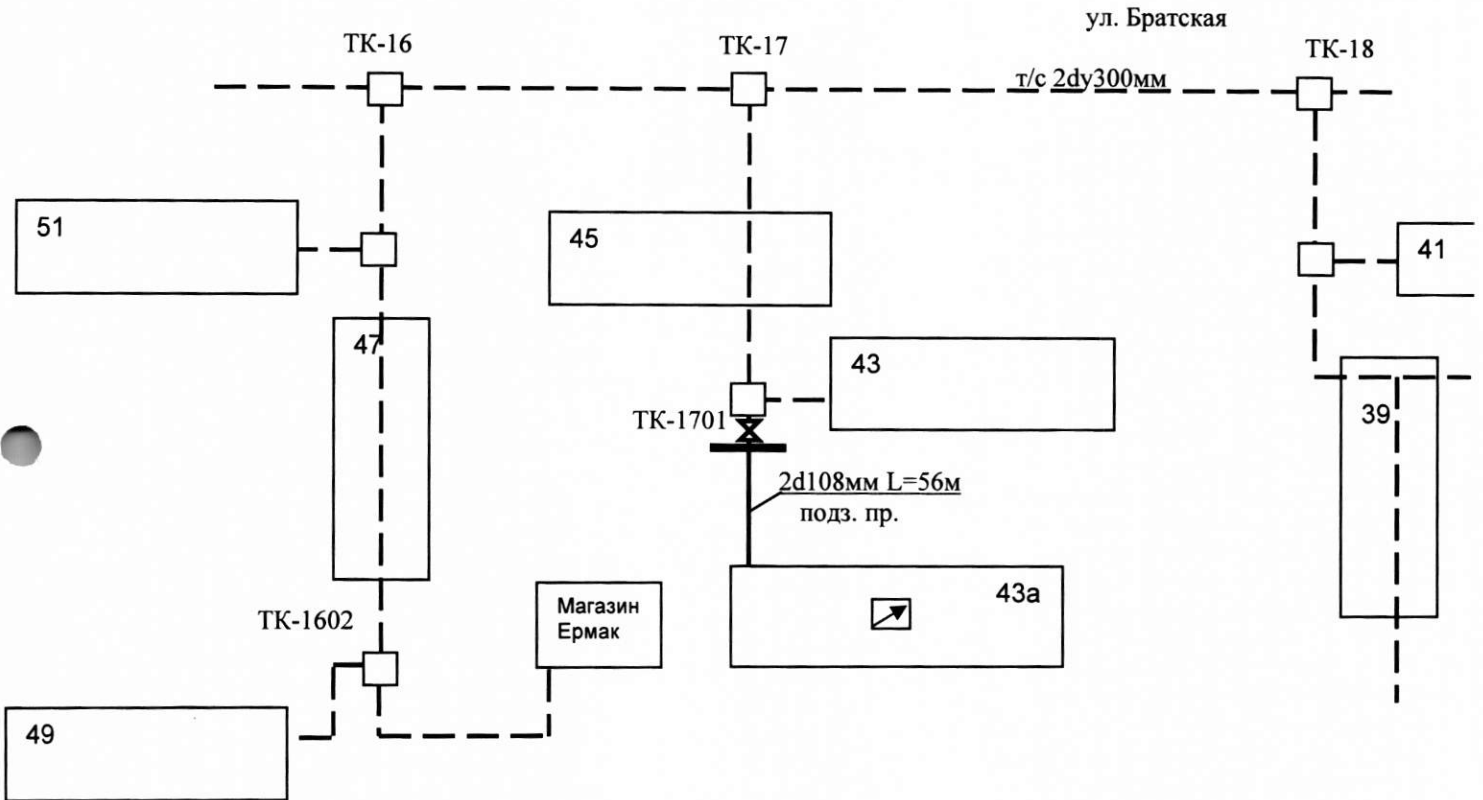 ул. Братская
ТК-16
ТК-17
ТК-18
т/с 2dу300мм
51
45
41
47
43
39
ТК-1701
2d108мм L=56м
подз. пр.
43а
Магазин
Ермак
ТК-1602
49